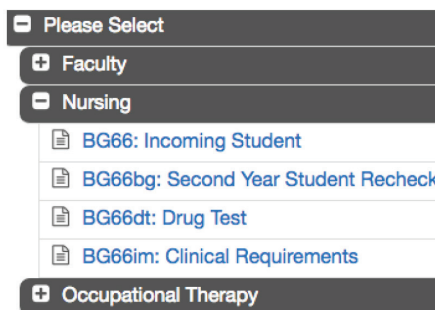 Please Select
Faculty
Nursing
BG66: Incoming Student
BG66bg: Second Year Student Recheck
BG66dt: Drug Test
BG66im: Clinical Requirements
Occupational Therapy